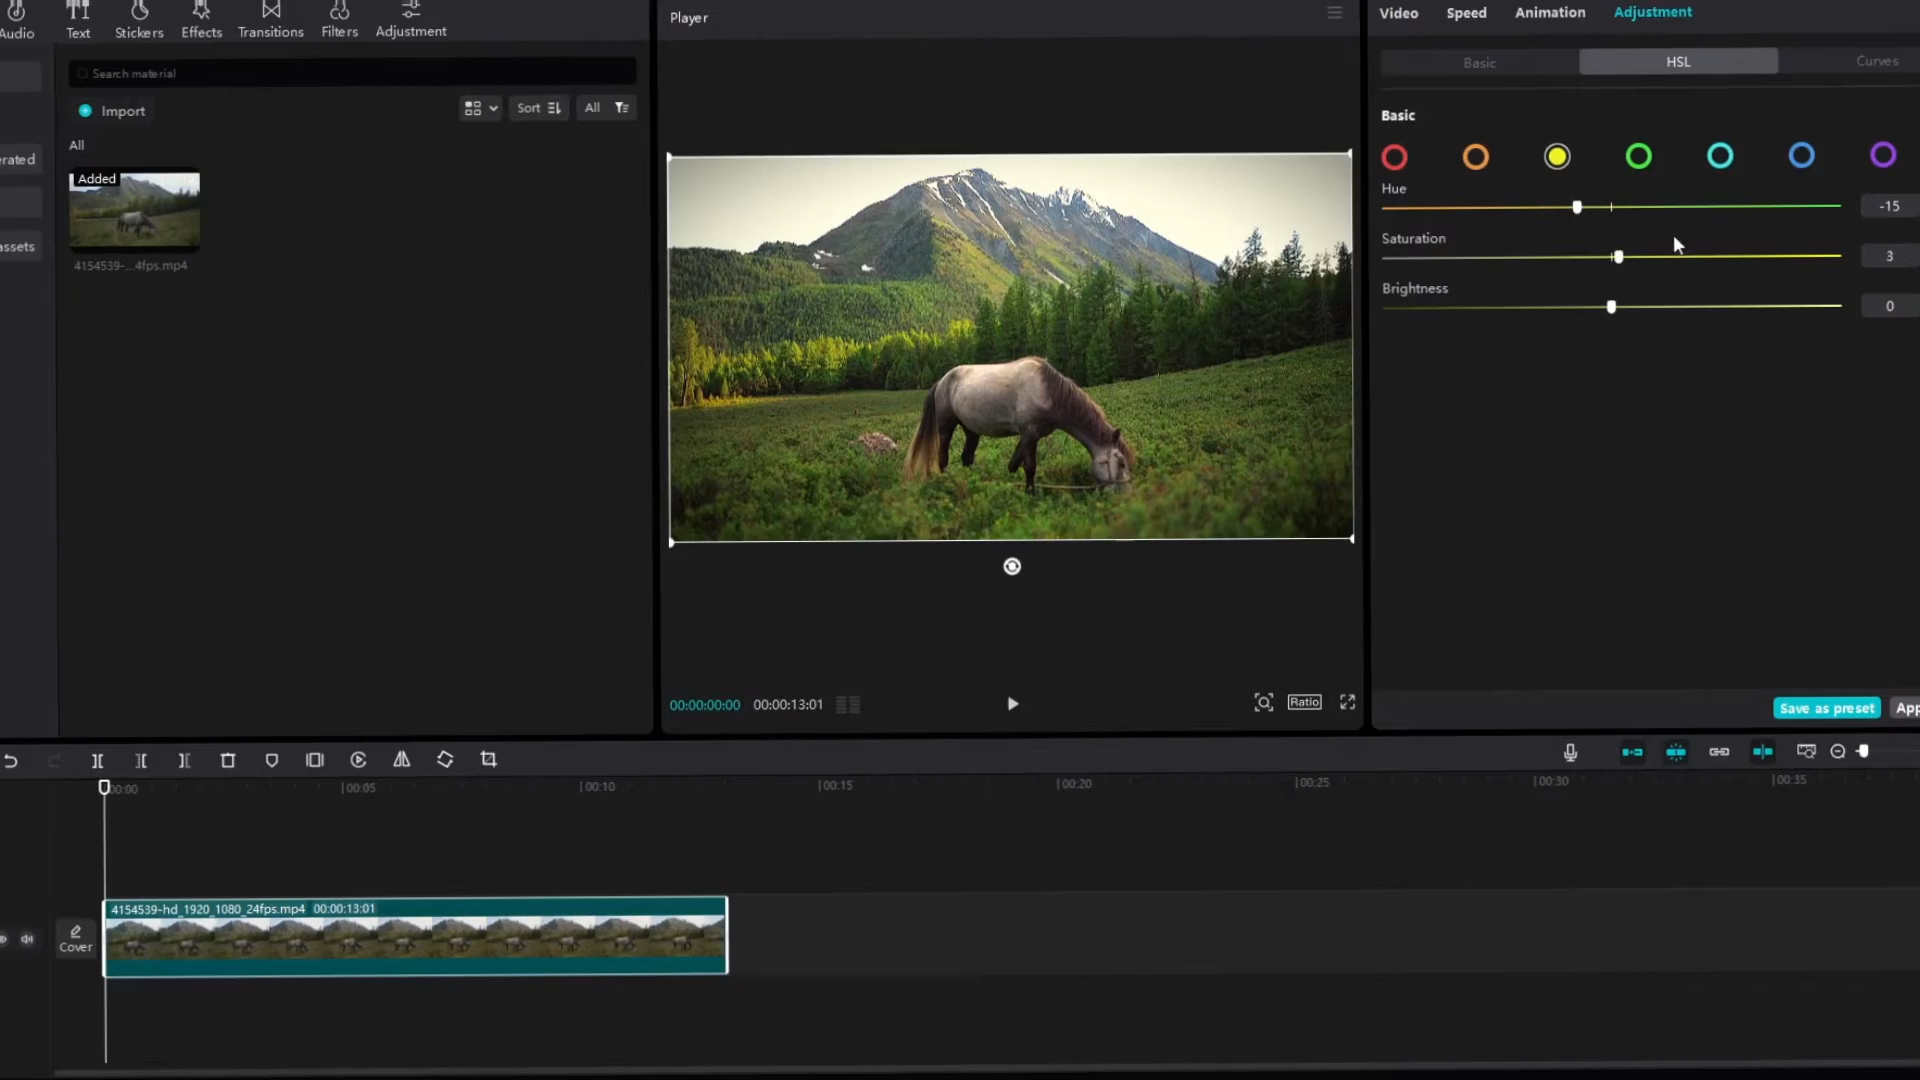 Audio
Text
Stickers
Effects
Transitions
Filters
Adjustment
Player
Video
Speed
Animation
Adjustment
Search material
Basic
HSL
Curves
Import
Sort
All
Basic
All
erated
Added
Hue
-15
assets
Saturation
3
4154539-...4fps.mp4
Brightness
0
00:00:00:00
00:00:13:01
Ratio
Save as preset
App
00:00
00:05
00:10
00:15
00:20
00:25
00:30
00:35
4154539-hd_1920_1080_24fps.mp4 00:00:13:01
Cover